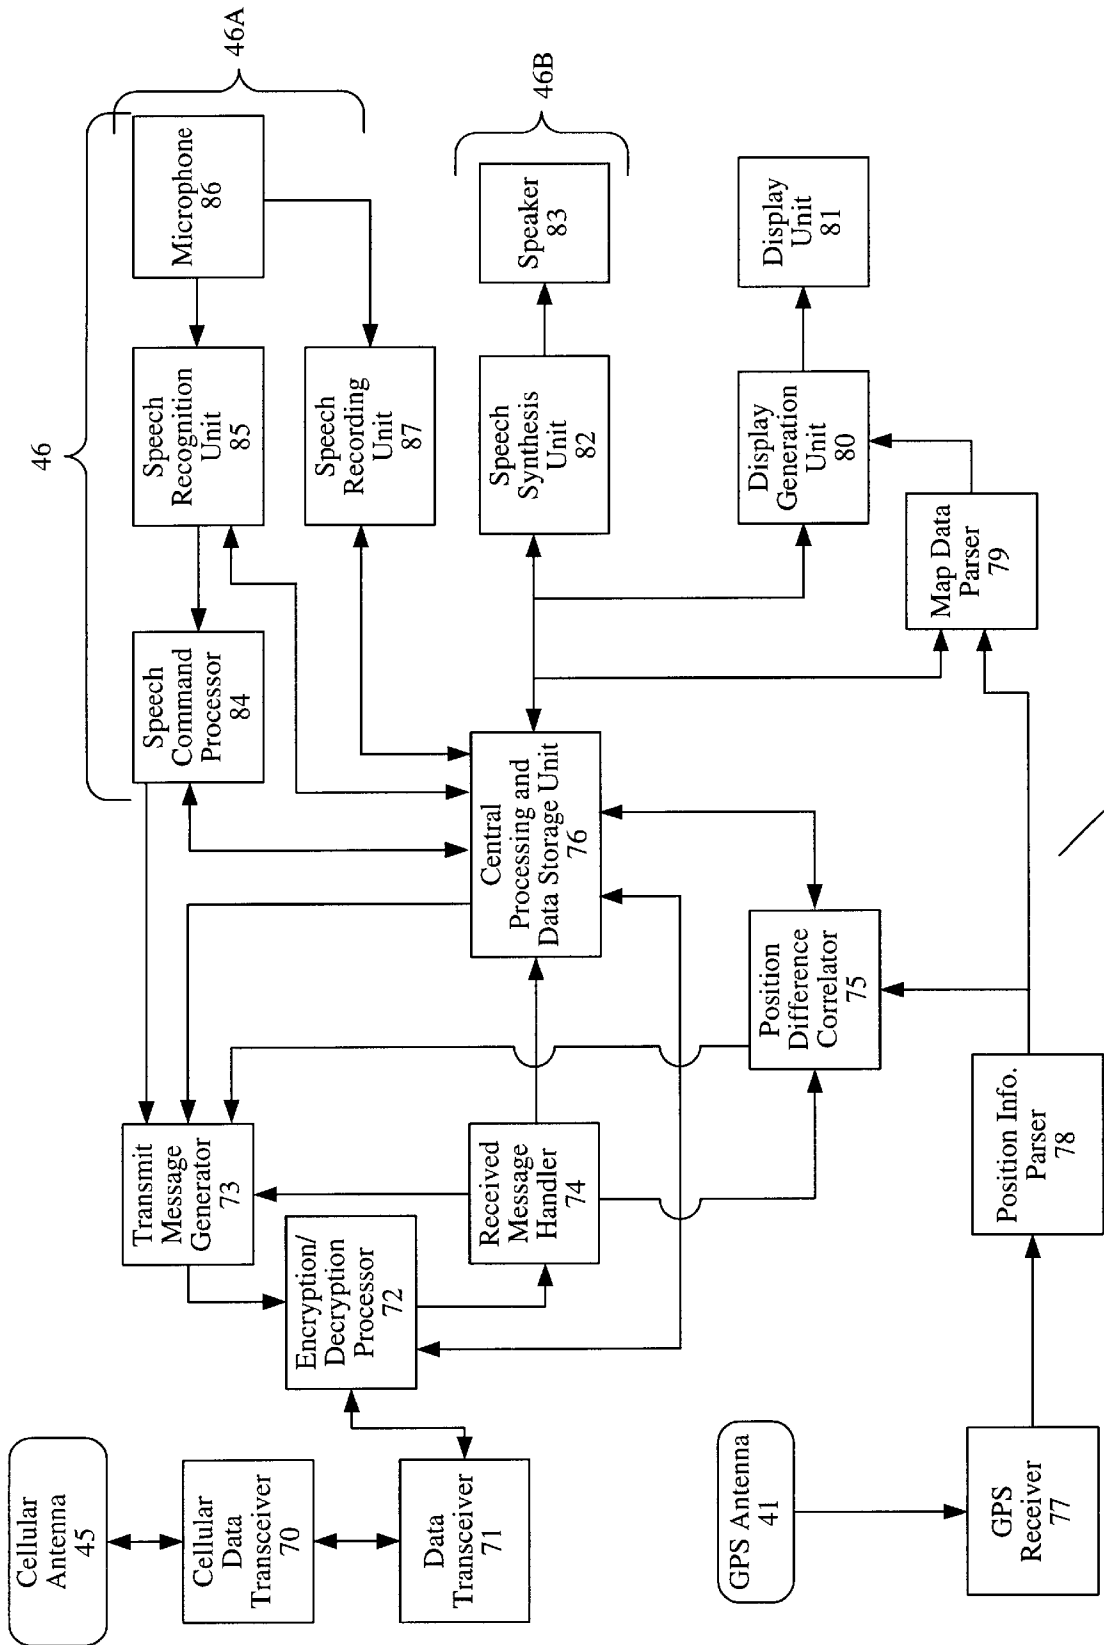 46
46A
46B
Cellular
Antenna
45
Cellular
Data
Transceiver
70
Data
Transceiver
71
Encryption/
Decryption
Processor
72
Transmit
Message
Generator
73
Received
Message
Handler
74
Position
Difference
Correlator
75
Central
Processing and
Data Storage Unit
76
Speech
Command
Processor
84
Speech
Recognition
Unit
85
Microphone
86
Speech
Recording
Unit
87
Speech
Synthesis
Unit
82
Speaker
83
Display
Generation
Unit
80
Display
Unit
81
Map Data
Parser
79
GPS Antenna
41
GPS
Receiver
77
Position Info.
Parser
78